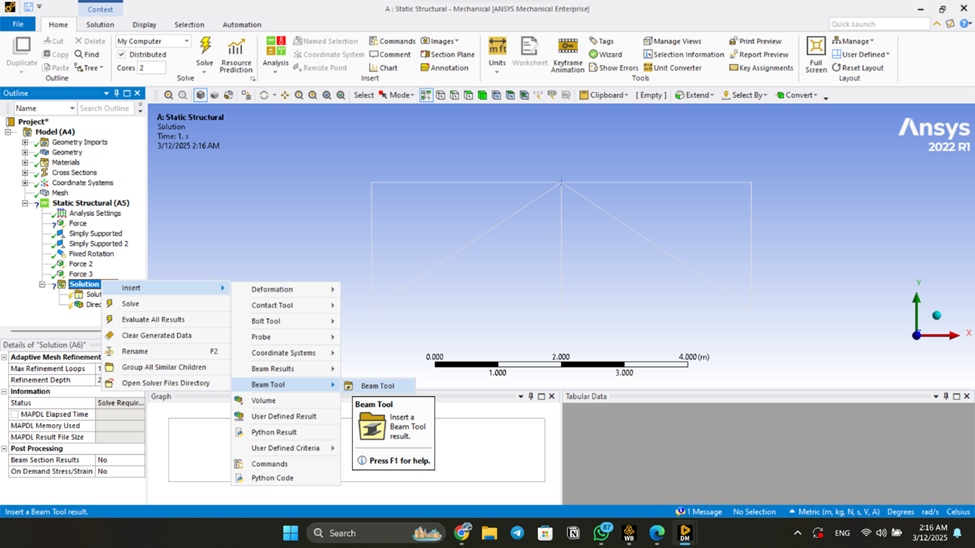 Context
A : Static Structural - Mechanical [ANSYS Mechanical Enterprise]
File
Home
Solution
Display
Selection
Automation
Quick Launch
Duplicate
Cut
Copy
Paste
Delete
Find
Tree
Outline
My Computer
Distributed
Cores 2
Solve
Resource Prediction
Solve
Analysis
Named Selection
Coordinate System
Remote Point
Commands
Comment
Chart
Images
Section Plane
Annotation
Insert
Units
Worksheet
Keyframe Animation
Tags
Wizard
Show Errors
Manage Views
Selection Information
Unit Converter
Print Preview
Report Preview
Key Assignments
Tools
Full Screen
Manage
User Defined
Reset Layout
Layout
Outline
Name
Search Outline
Select
Mode
Clipboard
[ Empty ]
Extend
Select By
Convert
Project*
Model (A4)
Geometry Imports
Geometry
Materials
Cross Sections
Coordinate Systems
Mesh
Static Structural (A5)
Analysis Settings
Force
Simply Supported
Simply Supported 2
Fixed Rotation
Force 2
Force 3
Solution
Solu
Direc
A: Static Structural
Solution
Time: 1. s
3/12/2025 2:16 AM
Ansys
2022 R1
Insert
Solve
Evaluate All Results
Clear Generated Data
Rename F2
Group All Similar Children
Open Solver Files Directory
Deformation
Contact Tool
Bolt Tool
Probe
Coordinate Systems
Beam Results
Beam Tool
Volume
User Defined Result
Python Result
User Defined Criteria
Commands
Python Code
Beam Tool
Beam Tool
Insert a
Beam Tool
result.
Press F1 for help.
0.000 2.000 4.000 (m)
1.000 3.000
Y
X
Details of "Solution (A6)"
Adaptive Mesh Refinement
Max Refinement Loops 1
Refinement Depth 2
Information
Status Solve Require...
MAPDL Elapsed Time
MAPDL Memory Used
MAPDL Result File Size
Post Processing
Beam Section Results No
On Demand Stress/Strain No
Graph
Tabular Data
Insert a Beam Tool result.
1 Message
No Selection
Metric (m, kg, N, s, V, A)
Degrees
rad/s
Celsius
Search
87
WB
DM
ENG
2:16 AM
3/12/2025